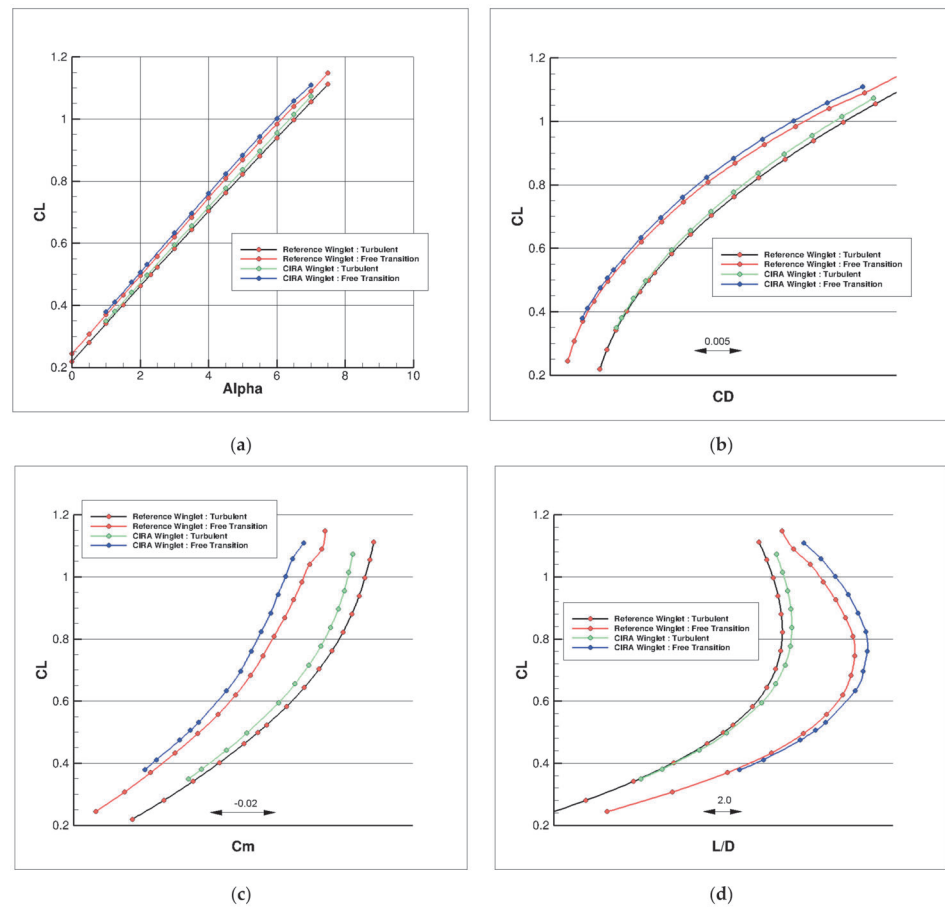 1.2
1
0.8
CL
0.6
Reference Winglet : Turbulent
Reference Winglet : Free Transition
CIRA Winglet : Turbulent
CIRA Winglet : Free Transition
0.4
0.2
0 2 4 6 8 10
Alpha
(a)
1.2
1
0.8
CL
0.6
Reference Winglet : Turbulent
Reference Winglet : Free Transition
CIRA Winglet : Turbulent
CIRA Winglet : Free Transition
0.4
0.005
0.2
CD
(b)
Reference Winglet : Turbulent
Reference Winglet : Free Transition
CIRA Winglet : Turbulent
CIRA Winglet : Free Transition
1.2
1
0.8
CL
0.6
0.4
-0.02
0.2
Cm
(c)
1.2
1
Reference Winglet : Turbulent
Reference Winglet : Free Transition
CIRA Winglet : Turbulent
CIRA Winglet : Free Transition
0.8
CL
0.6
0.4
2.0
0.2
L/D
(d)